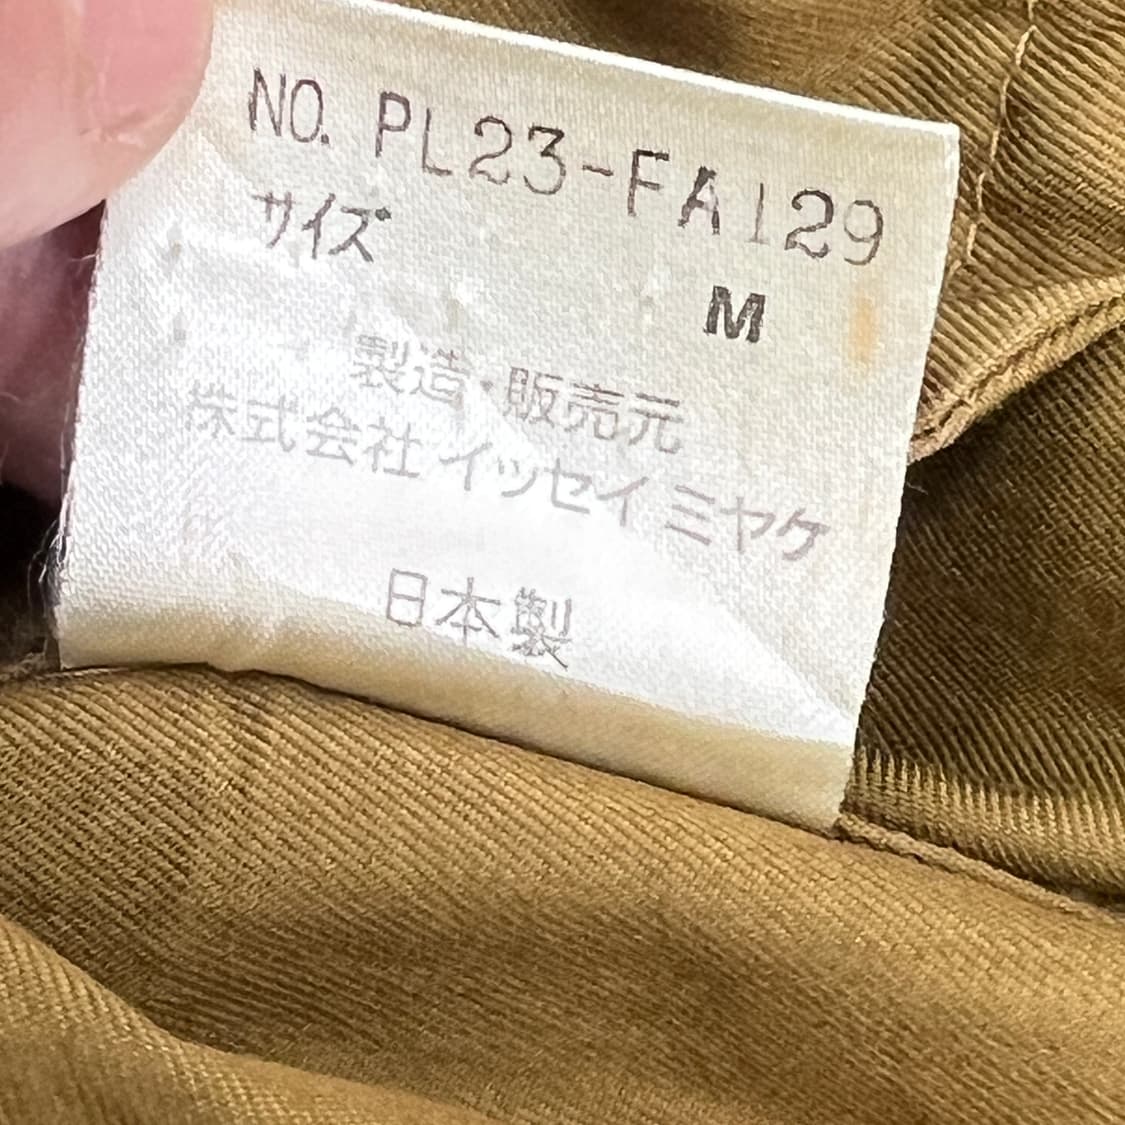 NO. PL23-FA129
サイズ
M
製造・販売元
株式会社イッセイミヤケ
日本製